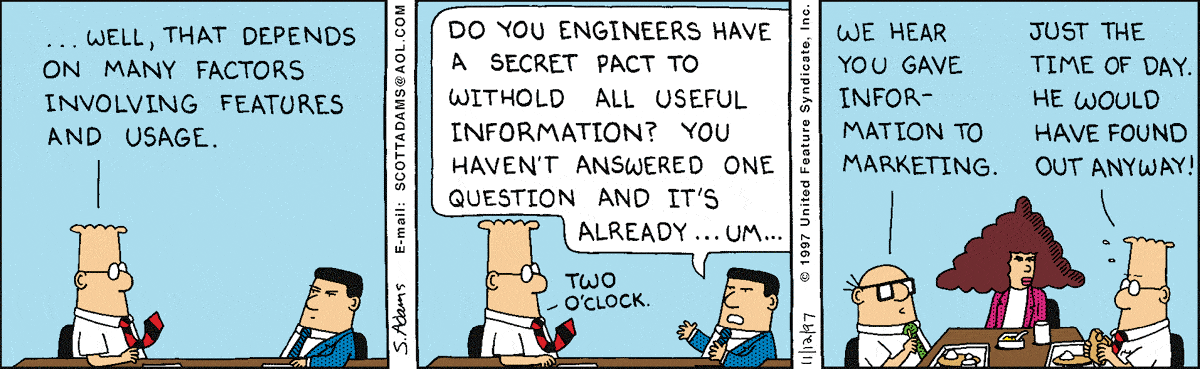 ...WELL, THAT DEPENDS
ON MANY FACTORS
INVOLVING FEATURES
AND USAGE.
S. Adams
E-mail: SCOTTADAMS@AOL.COM
DO YOU ENGINEERS HAVE
A SECRET PACT TO
WITHOLD ALL USEFUL
INFORMATION? YOU
HAVEN'T ANSWERED ONE
QUESTION AND IT'S
ALREADY...UM...
TWO
O'CLOCK.
11/12/97
© 1997 United Feature Syndicate, Inc.
WE HEAR
YOU GAVE
INFOR-
MATION TO
MARKETING.
JUST THE
TIME OF DAY.
HE WOULD
HAVE FOUND
OUT ANYWAY!